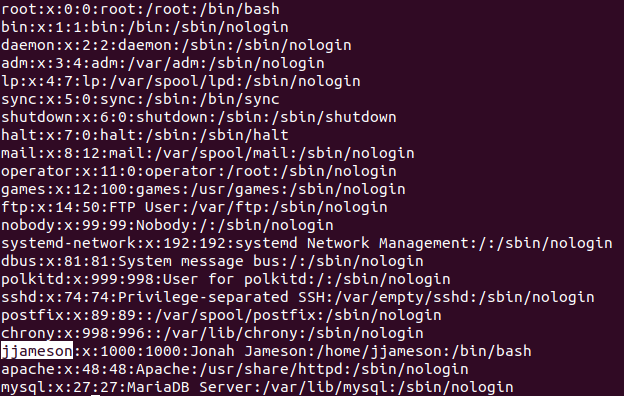 root:x:0:0:root:/root:/bin/bash
bin:x:1:1:bin:/bin:/sbin/nologin
daemon:x:2:2:daemon:/sbin:/sbin/nologin
adm:x:3:4:adm:/var/adm:/sbin/nologin
lp:x:4:7:lp:/var/spool/lpd:/sbin/nologin
sync:x:5:0:sync:/sbin:/bin/sync
shutdown:x:6:0:shutdown:/sbin:/sbin/shutdown
halt:x:7:0:halt:/sbin:/sbin/halt
mail:x:8:12:mail:/var/spool/mail:/sbin/nologin
operator:x:11:0:operator:/root:/sbin/nologin
games:x:12:100:games:/usr/games:/sbin/nologin
ftp:x:14:50:FTP User:/var/ftp:/sbin/nologin
nobody:x:99:99:Nobody:/:/sbin/nologin
systemd-network:x:192:192:systemd Network Management:/:/sbin/nologin
dbus:x:81:81:System message bus:/:/sbin/nologin
polkitd:x:999:998:User for polkitd:/:/sbin/nologin
sshd:x:74:74:Privilege-separated SSH:/var/empty/sshd:/sbin/nologin
postfix:x:89:89::/var/spool/postfix:/sbin/nologin
chrony:x:998:996::/var/lib/chrony:/sbin/nologin
jjameson:x:1000:1000:Jonah Jameson:/home/jjameson:/bin/bash
apache:x:48:48:Apache:/usr/share/httpd:/sbin/nologin
mysql:x:27:27:MariaDB Server:/var/lib/mysql:/sbin/nologin